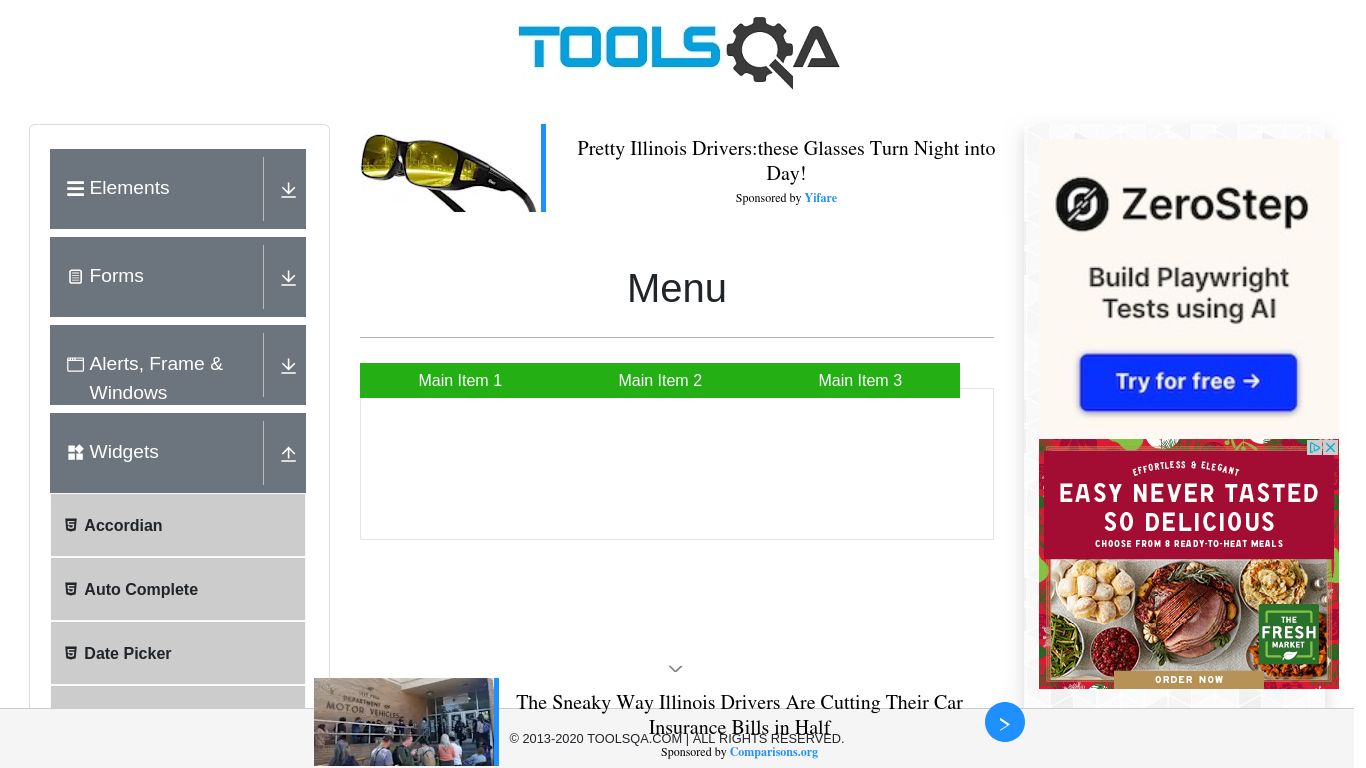 TOOLSQA
Elements
Forms
Alerts, Frame &
Windows
Widgets
Accordian
Auto Complete
Date Picker
Pretty Illinois Drivers:these Glasses Turn Night into
Day!
Sponsored by Yifare
Menu
Main Item 1
Main Item 2
Main Item 3
ZeroStep
Build Playwright
Tests using AI
Try for free →
EFFORTLESS & ELEGANT
EASY NEVER TASTED
SO DELICIOUS
CHOOSE FROM 8 READY-TO-HEAT MEALS
THE
FRESH
MARKET
ORDER NOW
DEPARTMENT OF
MOTOR VEHICLES
The Sneaky Way Illinois Drivers Are Cutting Their Car
Insurance Bills in Half
Sponsored by Comparisons.org
© 2013-2020 TOOLSQA.COM | ALL RIGHTS RESERVED.